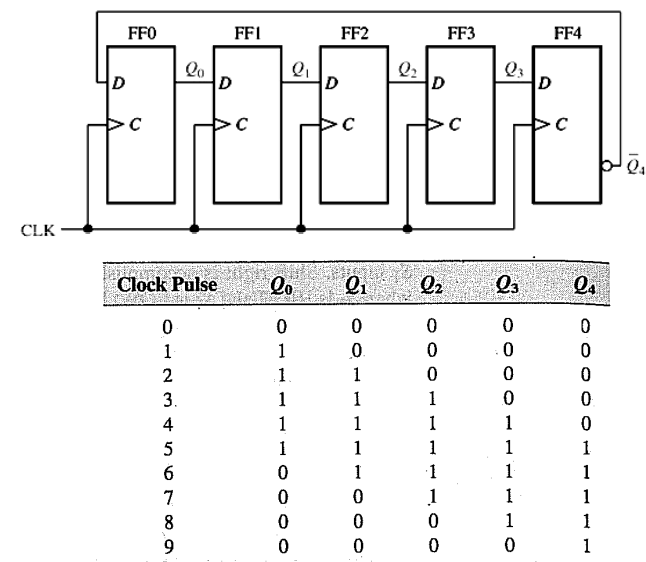 FF0 FF1 FF2 FF3 FF4
D Q₀ D Q₁ D Q₂ D Q₃ D
C C C C C
Q̅₄
CLK
Clock Pulse Q₀ Q₁ Q₂ Q₃ Q₄
0 0 0 0 0 0
1 1 0 0 0 0
2 1 1 0 0 0
3 1 1 1 0 0
4 1 1 1 1 0
5 1 1 1 1 1
6 0 1 1 1 1
7 0 0 1 1 1
8 0 0 0 1 1
9 0 0 0 0 1